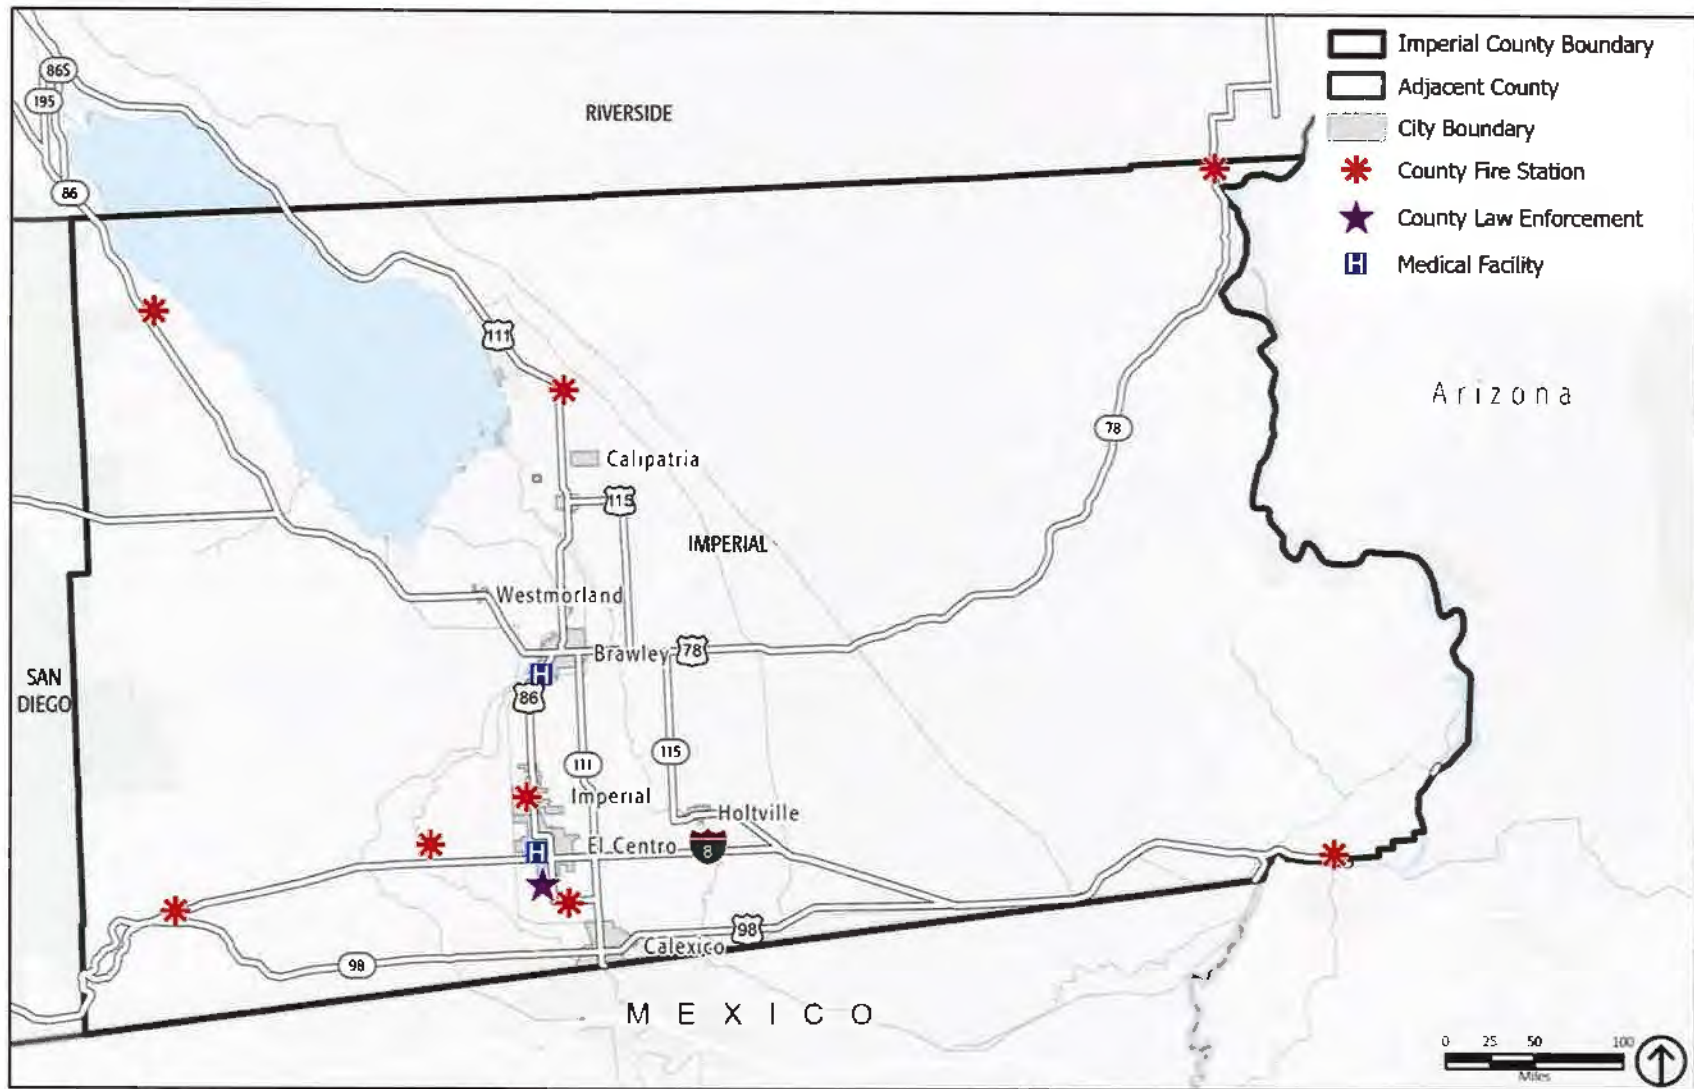 Imperial County Boundary
Adjacent County
City Boundary
County Fire Station
County Law Enforcement
Medical Facility
86S
195
RIVERSIDE
86
111
Arizona
78
Calipatria
115
IMPERIAL
Westmorland
Brawley
78
SAN
DIEGO
86
115
111
Imperial
Holtville
El Centro
8
98
Calexico
98
MEXICO
0 25 50 100
Miles